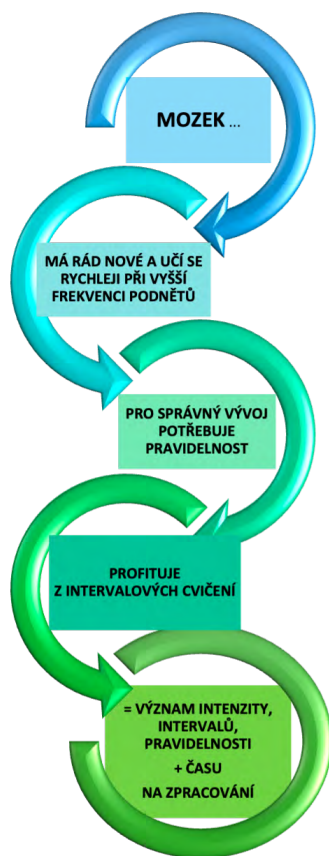 MOZEK ...
MÁ RÁD NOVÉ A UČÍ SE
RYCHLEJI PŘI VYŠŠÍ
FREKVENCI PODNĚTŮ
PRO SPRÁVNÝ VÝVOJ
POTŘEBUJE
PRAVIDELNOST
PROFITUJE
Z INTERVALOVÝCH CVIČENÍ
= VÝZNAM INTENZITY,
INTERVALŮ,
PRAVIDELNOSTI
+ ČASU
NA ZPRACOVÁNÍ